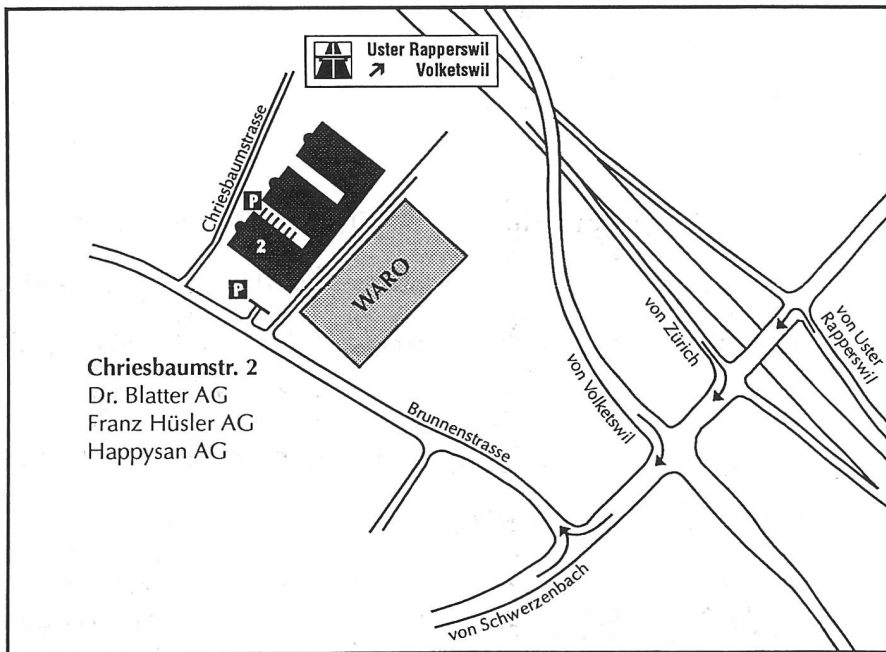 Uster Rapperswil
Volketswil
Chriesbaumstrasse
P
2
P
WARO
von Zürich
von Uster
Rapperswil
von Volketswil
Chriesbaumstr. 2
Dr. Blatter AG
Franz Hüsler AG
Happysan AG
Brunnenstrasse
von Schwerzenbach